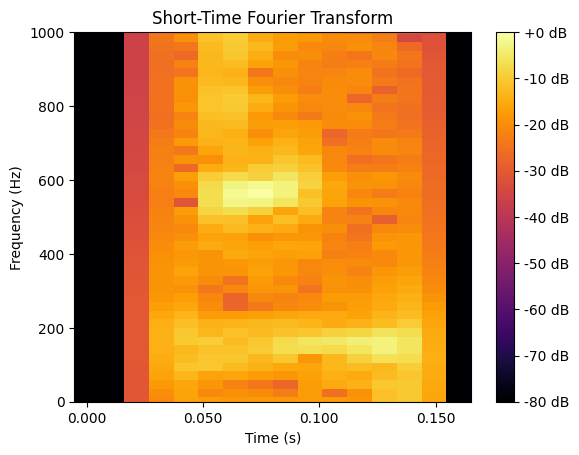 Short-Time Fourier Transform
1000
800
600
400
200
0
Frequency (Hz)
0.000
0.050
0.100
0.150
Time (s)
+0 dB
-10 dB
-20 dB
-30 dB
-40 dB
-50 dB
-60 dB
-70 dB
-80 dB